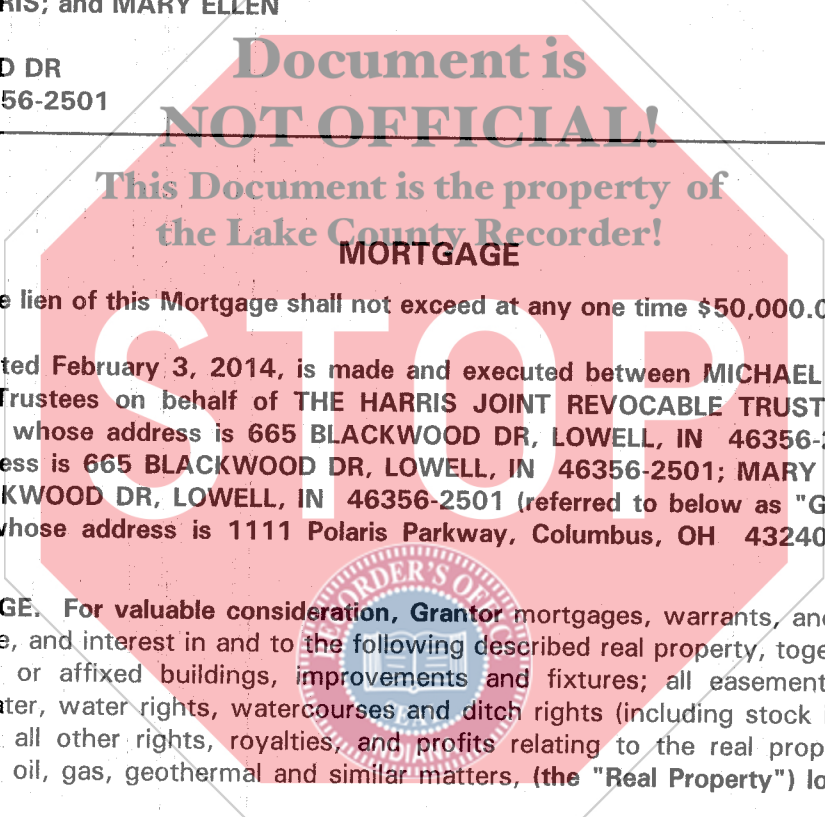 RIS; and MARY ELLEN
D DR
56-2501
Document is
NOT OFFICIAL!
This Document is the property of
the Lake County Recorder!
MORTGAGE
e lien of this Mortgage shall not exceed at any one time $50,000.0
STOP
ted February 3, 2014, is made and executed between MICHAEL
Trustees on behalf of THE HARRIS JOINT REVOCABLE TRUST
whose address is 665 BLACKWOOD DR, LOWELL, IN 46356-2
ess is 665 BLACKWOOD DR, LOWELL, IN 46356-2501; MARY
KWOOD DR, LOWELL, IN 46356-2501 (referred to below as "G
whose address is 1111 Polaris Parkway, Columbus, OH 43240
RECORDER'S OFFICE
SEAL
INDIANA
GE. For valuable consideration, Grantor mortgages, warrants, and
e, and interest in and to the following described real property, toge
or affixed buildings, improvements and fixtures; all easement
ater, water rights, watercourses and ditch rights (including stock
all other rights, royalties, and profits relating to the real prop
oil, gas, geothermal and similar matters, (the "Real Property") lo